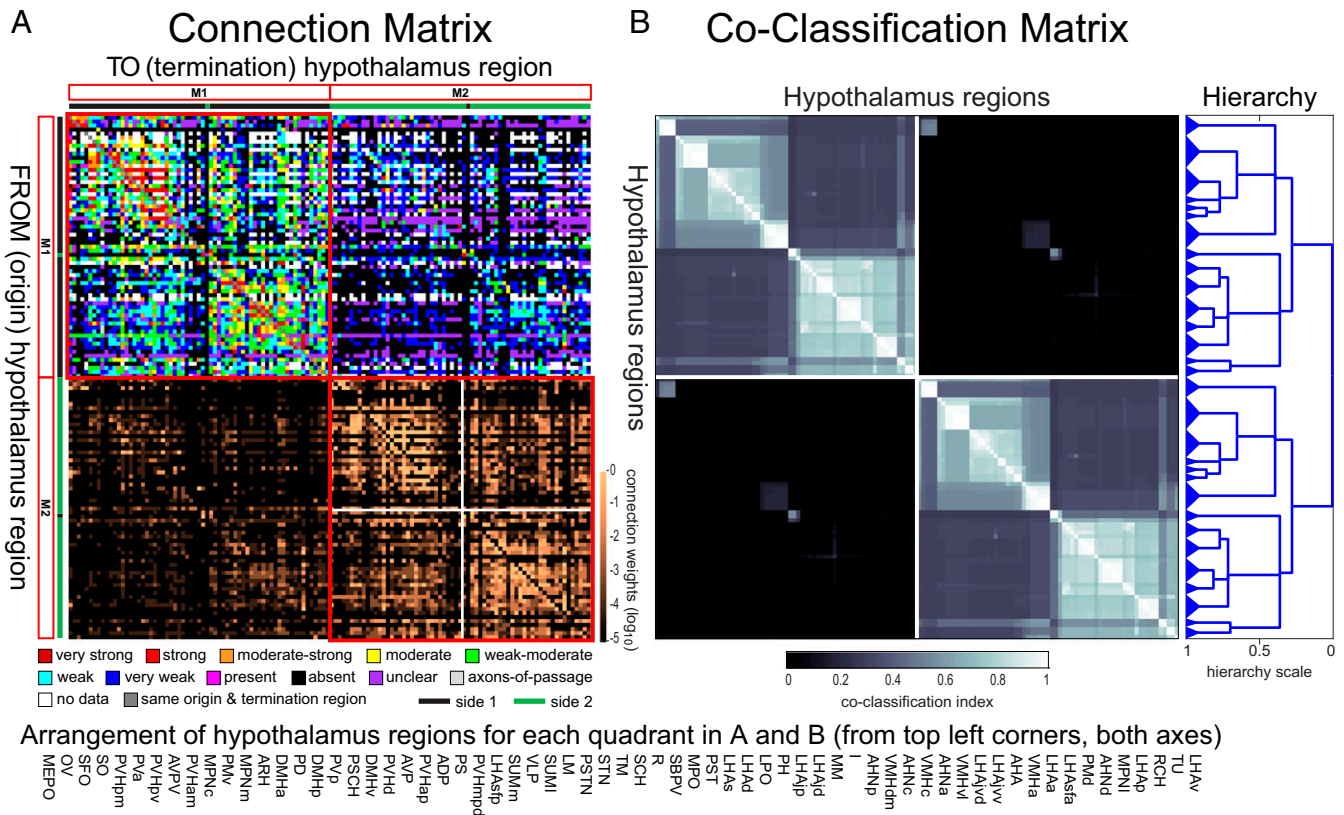 A
Connection Matrix
TO (termination) hypothalamus region
M1 M2
FROM (origin) hypothalamus region
M1
M2
-0
-1
-2
-3
-4
-5
connection weights (log10)
very strong strong moderate-strong moderate weak-moderate
weak very weak present absent unclear axons-of-passage
no data same origin & termination region side 1 side 2
B
Co-Classification Matrix
Hypothalamus regions
Hierarchy
Hypothalamus regions
1 0.5 0
hierarchy scale
0 0.2 0.4 0.6 0.8 1
co-classification index
Arrangement of hypothalamus regions for each quadrant in A and B (from top left corners, both axes)
MEPO
OV
SFO
SO
PVHpm
PVa
PVHpv
AVPV
PVHam
MPNc
PMv
MPNm
ARH
DMHa
PD
DMHp
PVp
PSCH
DMHv
PVHd
AVP
PVHap
ADP
PS
PVHmpd
LHAsfp
SUMm
VLP
SUMl
LM
PSTN
STN
TM
SCH
R
SBPV
MPO
PST
LHAs
LHAd
LPO
PH
LHAjp
LHAjd
MM
I
AHNp
VMHdm
AHNc
VMHc
AHNa
VMHvl
LHAjvd
LHAjvv
AHA
VMHa
LHAa
LHAsfa
PMd
AHNd
MPNl
LHAp
RCH
TU
LHAv